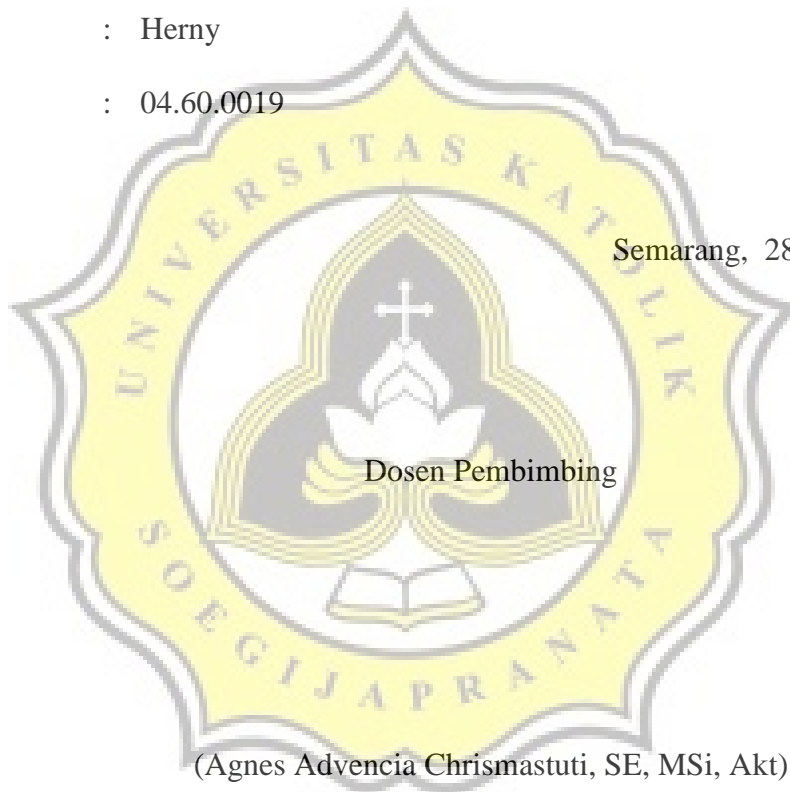 : Herny
: 04.60.0019
UNIVERSITAS KATOLIK
Semarang, 28
Dosen Pembimbing
SOEGIJAPRANATA
(Agnes Advencia Chrismastuti, SE, MSi, Akt)